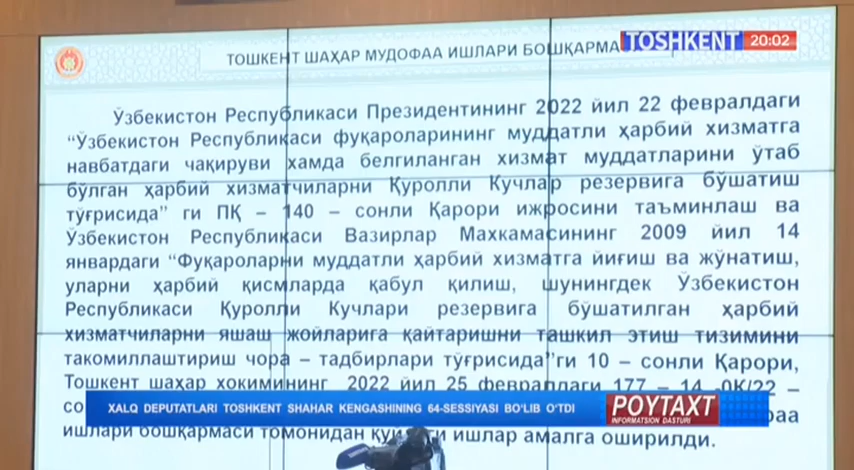 ТОШКЕНТ ШАҲАР МУДОФАА ИШЛАРИ БОШҚАРМА
TOSHKENT 20:02
Ўзбекистон Республикаси Президентининг 2022 йил 22 февралдаги
“Ўзбекистон Республикаси фуқароларининг муддатли ҳарбий хизматга
навбатдаги чақируви хамда белгиланган хизмат муддатларини ўтаб
бўлган ҳарбий хизматчиларни Қуролли Кучлар резервига бўшатиш
тўғрисида” ги ПҚ – 140 – сонли Қарори ижросини таъминлаш ва
Ўзбекистон Республикаси Вазирлар Махкамасининг 2009 йил 14
январдаги “Фуқароларни муддатли ҳарбий хизматга йиғиш ва жўнатиш,
уларни ҳарбий қисмларда қабул қилиш, шунингдек Ўзбекистон
Республикаси Қуролли Кучлари резервига бўшатилган ҳарбий
хизматчиларни яшаш жойларига қайтаришни ташкил этиш тизимини
такомиллаштириш чора – тадбирлари тўғрисида”ги 10 – сонли Қарори,
Тошкент шаҳар хокимининг 2022 йил 25 февралдаги 177 – 14 -0К/22 –
XALQ DEPUTATLARI TOSHKENT SHAHAR KENGASHINING 64-SESSIYASI BO‘LIB O‘TDI
POYTAXT
INFORMATSION DASTURI
ишлари бошқармаси томонидан ишлар амалга оширилди.